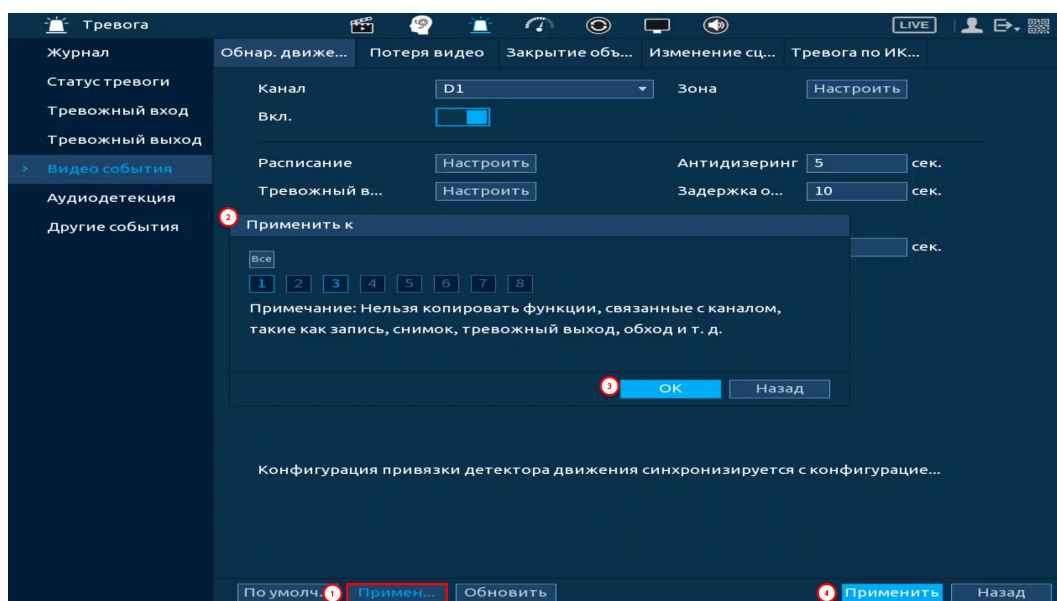 Тревога LIVE
Журнал
Обнар. движе... Потеря видео Закрытие объ... Изменение сц... Тревога по ИК...
Статус тревоги
Канал D1 Зона Настроить
Тревожный вход
Вкл.
Тревожный выход
> Видео события
Расписание Настроить Антидизеринг 5 сек.
Аудиодетекция
Тревожный в... Настроить Задержка о... 10 сек.
Другие события
2 Применить к
сек.
Все
1 2 3 4 5 6 7 8
Примечание: Нельзя копировать функции, связанные с каналом,
такие как запись, снимок, тревожный выход, обход и т. д.
3 OK Назад
Конфигурация привязки детектора движения синхронизируется с конфигурацие...
По умолч. 1 Примен... Обновить 4 Применить Назад